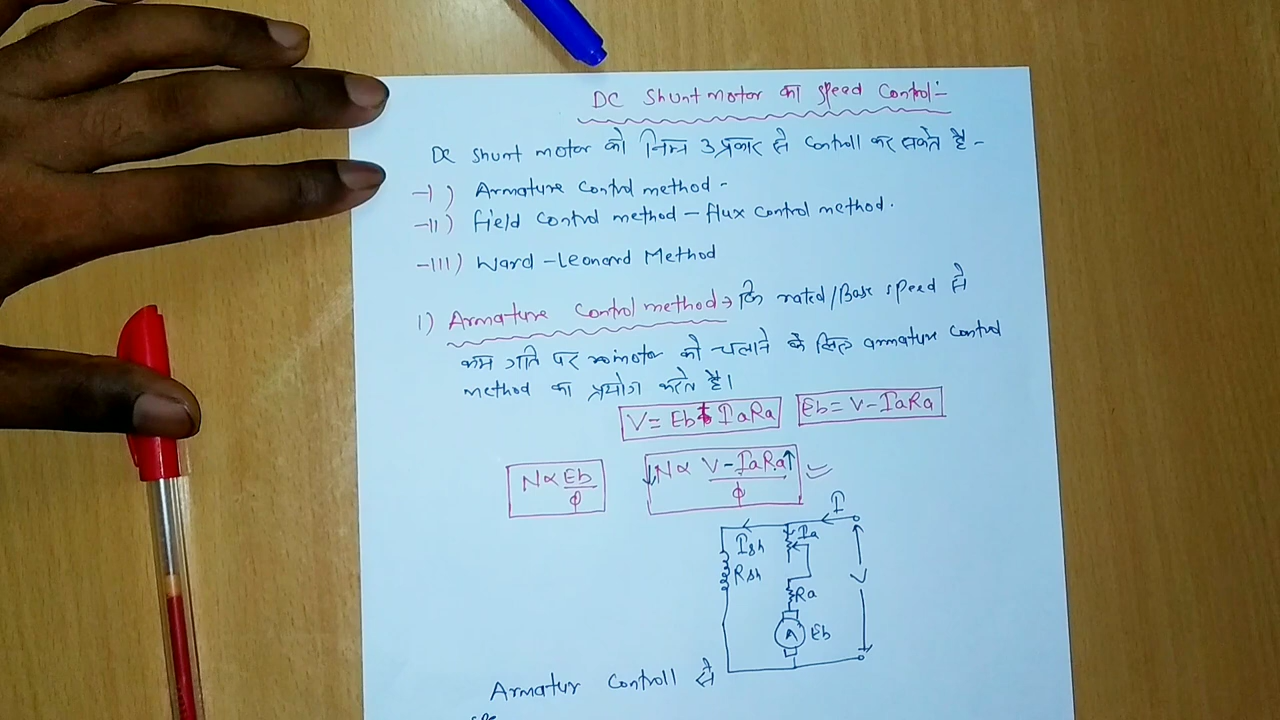 DC Shunt motor का speed Control:-
DC Shunt motor को निम्न 3 प्रकार से Controll कर सकते है -
-I) Armature Control method -
-II) field Control method - flux Control method.
-III) Ward - Leonard Method
1) Armature Control method → कि rated/Base speed से
कम गति पर motor को चलाने के लिए armature Control
method का प्रयोग करते है।
V = Eb + IaRa Eb = V - IaRa
N ∝ Eb/ϕ ↓N ∝ V - IaRa↑/ϕ
I
Ish Ia
Rsh V
Ra
A Eb
Armatur Controll से